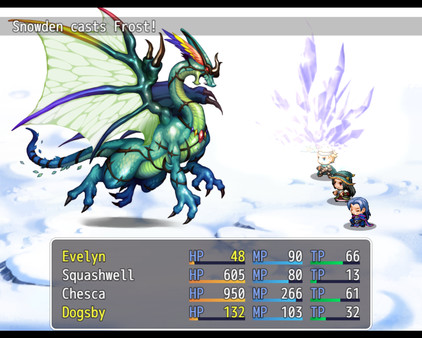 Snowden casts Frost!
Evelyn HP 48 MP 90 TP 66
Squashwell HP 605 MP 80 TP 13
Chesca HP 950 MP 266 TP 61
Dogsby HP 132 MP 103 TP 32